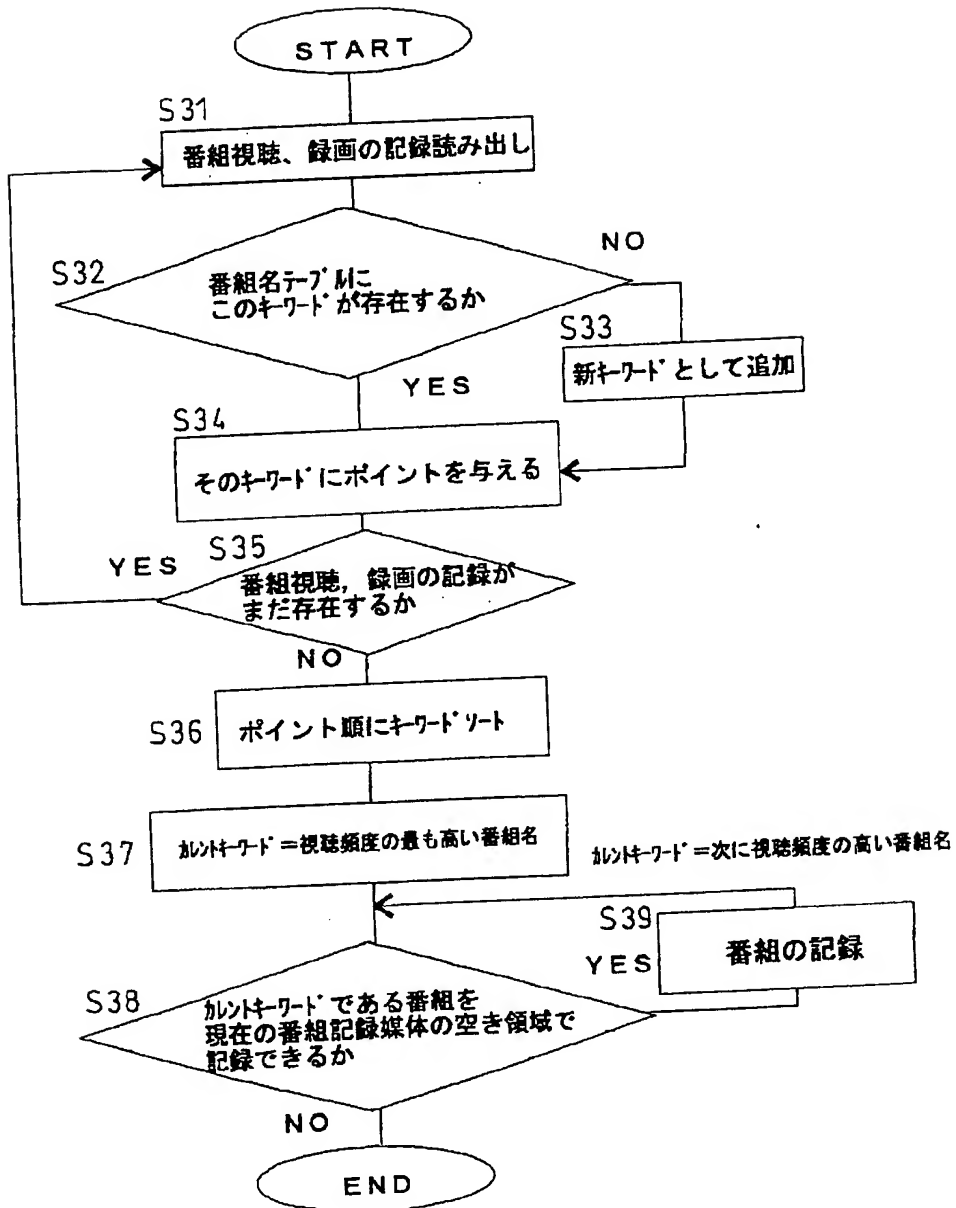 START
S31
番組視聴、録画の記録読み出し
NO
S32
番組名テーブルに
このキーワードが存在するか
S33
新キーワードとして追加
YES
S34
そのキーワードにポイントを与える
S35
YES
番組視聴,録画の記録が
まだ存在するか
NO
S36
ポイント順にキーワードソート
S37
カレントキーワード=視聴頻度の最も高い番組名
カレントキーワード=次に視聴頻度の高い番組名
S39
YES
番組の記録
S38
カレントキーワードである番組を
現在の番組記録媒体の空き領域で
記録できるか
NO
END